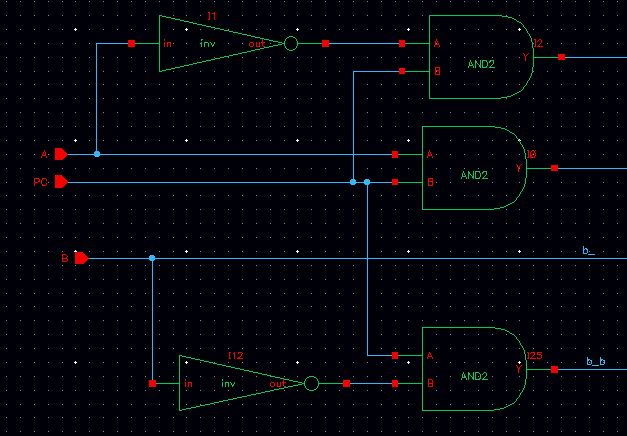 I1
in inv out
A
B
AND2
I2
Y
A
PC
A
B
AND2
I0
Y
B
b_
I12
in inv out
A
B
AND2
I25
Y
b_b